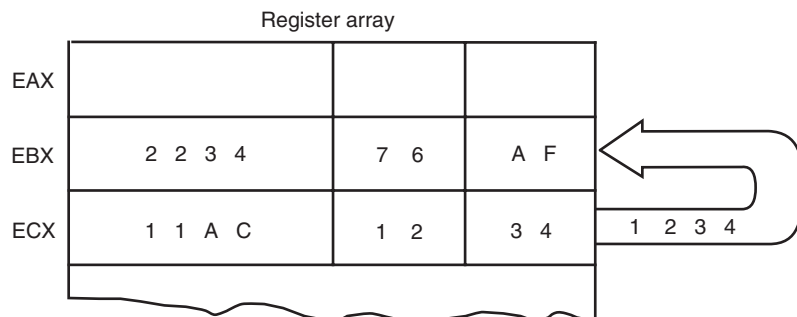 Register array
EAX
EBX 2 2 3 4 7 6 A F
ECX 1 1 A C 1 2 3 4 1 2 3 4